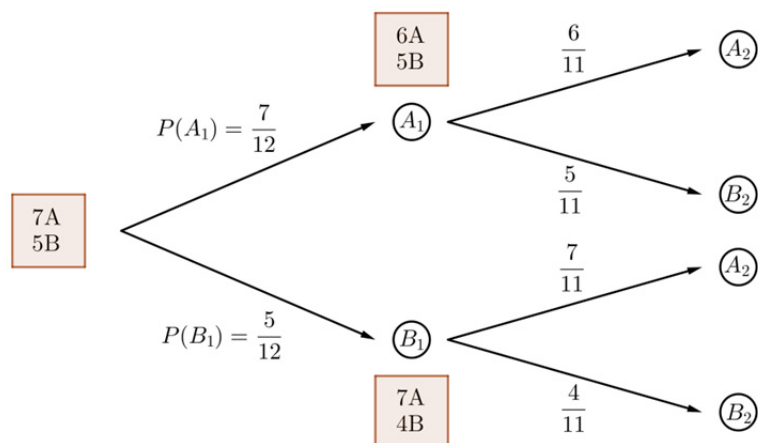 6A
5B
6/11
A₂
A₁
P(A₁) = 7/12
5/11
B₂
7A
5B
7/11
A₂
P(B₁) = 5/12
B₁
4/11
B₂
7A
4B